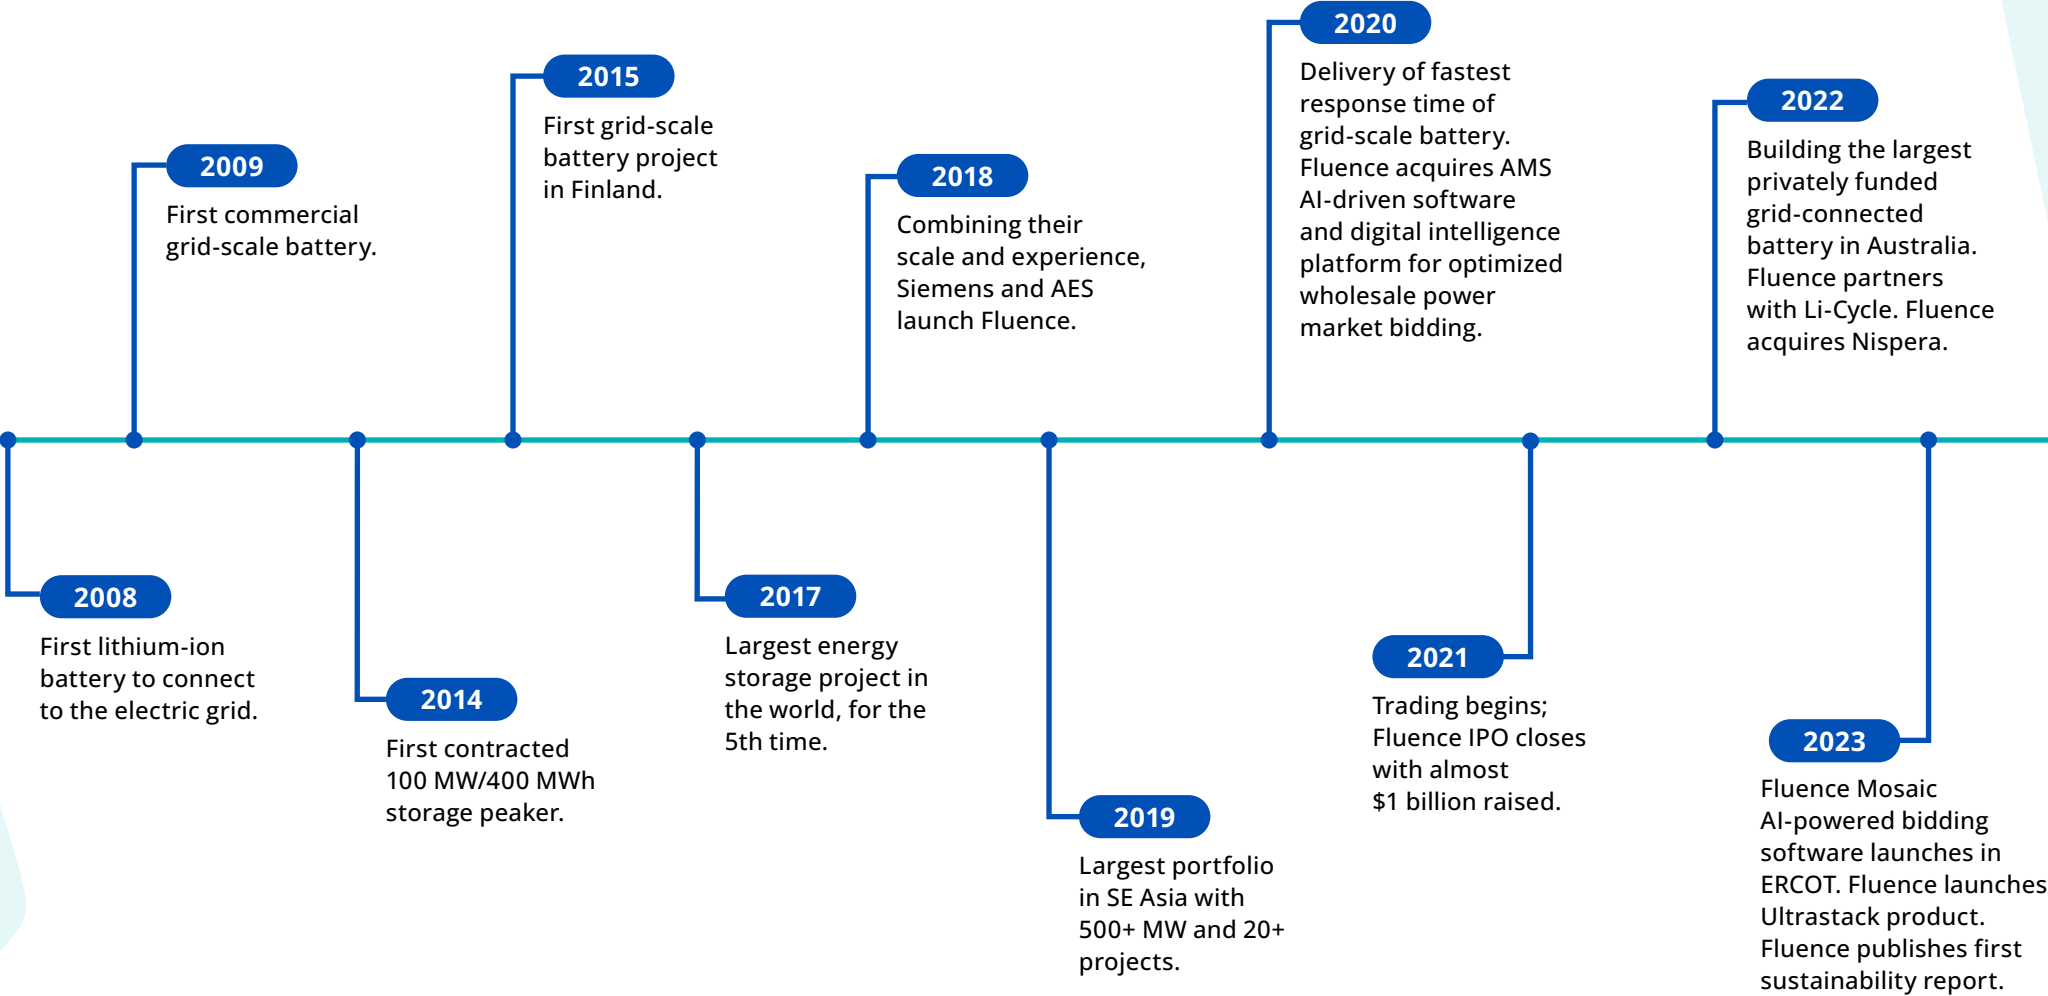 2008
First lithium-ion
battery to connect
to the electric grid.
2009
First commercial
grid-scale battery.
2014
First contracted
100 MW/400 MWh
storage peaker.
2015
First grid-scale
battery project
in Finland.
2017
Largest energy
storage project in
the world, for the
5th time.
2018
Combining their
scale and experience,
Siemens and AES
launch Fluence.
2019
Largest portfolio
in SE Asia with
500+ MW and 20+
projects.
2020
Delivery of fastest
response time of
grid-scale battery.
Fluence acquires AMS
AI-driven software
and digital intelligence
platform for optimized
wholesale power
market bidding.
2021
Trading begins;
Fluence IPO closes
with almost
$1 billion raised.
2022
Building the largest
privately funded
grid-connected
battery in Australia.
Fluence partners
with Li-Cycle. Fluence
acquires Nispera.
2023
Fluence Mosaic
AI-powered bidding
software launches in
ERCOT. Fluence launches
Ultrastack product.
Fluence publishes first
sustainability report.